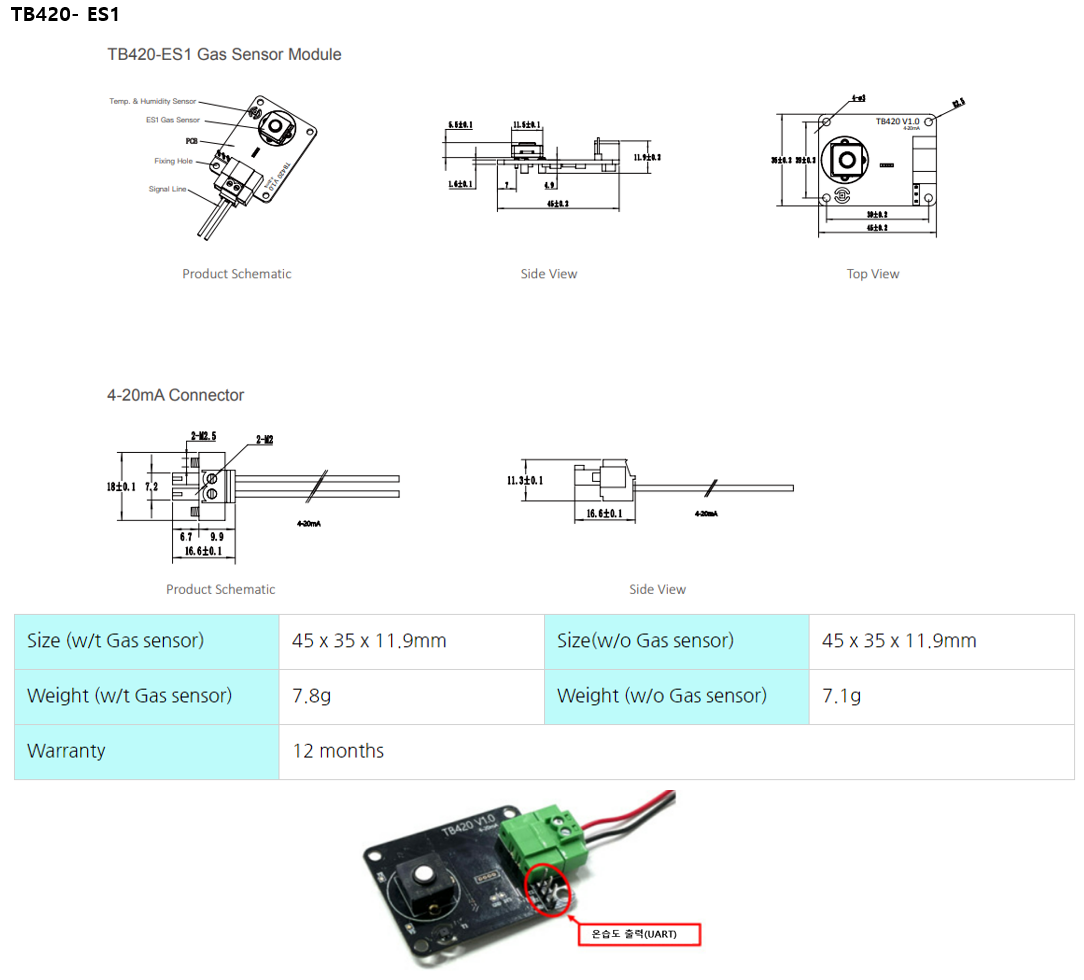 TB420- ES1
TB420-ES1 Gas Sensor Module
Temp. & Humidity Sensor
ES1 Gas Sensor
PCB
Fixing Hole
Signal Line
TB420 V1.0
4-20mA
5.5±0.1
11.5±0.1
11.9±0.3
1.6±0.1
7
4.9
45±0.2
4-ø3
R2.5
TB420 V1.0
4-20mA
35±0.2
39±0.2
45±0.2
Product Schematic
Side View
Top View
4-20mA Connector
2-M2.5
2-M2
18±0.1
7.2
4-20mA
6.7
9.9
16.6±0.1
11.3±0.1
16.6±0.1
4-20mA
Product Schematic
Side View
Size (w/t Gas sensor) 45 x 35 x 11.9mm Size(w/o Gas sensor) 45 x 35 x 11.9mm
Weight (w/t Gas sensor) 7.8g Weight (w/o Gas sensor) 7.1g
Warranty 12 months
TB420 V1.0
4-20mA
온습도 출력(UART)